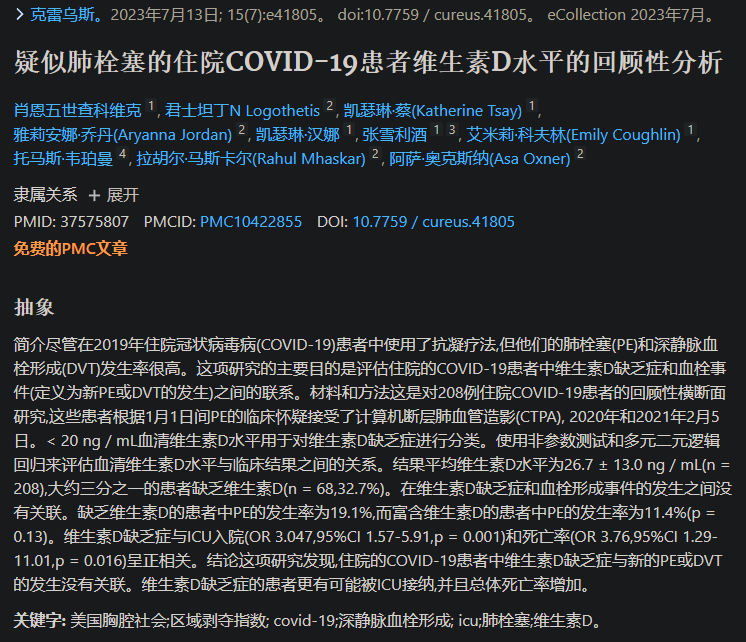 克雷乌斯。2023年7月13日; 15(7):e41805。 doi:10.7759 / cureus.41805。 eCollection 2023年7月。
疑似肺栓塞的住院COVID-19患者维生素D水平的回顾性分析
肖恩五世查科维克 1, 君士坦丁N Logothetis 2, 凯瑟琳·蔡(Katherine Tsay) 1,
雅莉安娜·乔丹(Aryanna Jordan) 2, 凯瑟琳·汉娜 1, 张雪利酒 1 3, 艾米莉·科夫林(Emily Coughlin) 1,
托马斯·韦珀曼 4, 拉胡尔·马斯卡尔(Rahul Mhaskar) 2, 阿萨·奥克斯纳(Asa Oxner) 2
隶属关系 + 展开
PMID: 37575807 PMCID: PMC10422855 DOI: 10.7759 / cureus.41805
免费的PMC文章
抽象
简介尽管在2019年住院冠状病毒病(COVID-19)患者中使用了抗凝疗法,但他们的肺栓塞(PE)和深静脉血
栓形成(DVT)发生率很高。这项研究的主要目的是评估住院的COVID-19患者中维生素D缺乏症和血栓事
件(定义为新PE或DVT的发生)之间的联系。材料和方法这是对208例住院COVID-19患者的回顾性横断面
研究,这些患者根据1月1日间PE的临床怀疑接受了计算机断层肺血管造影(CTPA), 2020年和2021年2月5
日。< 20 ng / mL血清维生素D水平用于对维生素D缺乏症进行分类。使用非参数测试和多元二元逻辑
回归来评估血清维生素D水平与临床结果之间的关系。结果平均维生素D水平为26.7 ± 13.0 ng / mL(n =
208),大约三分之一的患者缺乏维生素D(n = 68,32.7%)。在维生素D缺乏症和血栓形成事件的发生之间没
有关联。缺乏维生素D的患者中PE的发生率为19.1%,而富含维生素D的患者中PE的发生率为11.4%(p =
0.13)。维生素D缺乏症与ICU入院(OR 3.047,95%CI 1.57-5.91,p = 0.001)和死亡率(OR 3.76,95%CI 1.29-
11.01,p = 0.016)呈正相关。结论这项研究发现,住院的COVID-19患者中维生素D缺乏症与新的PE或DVT
的发生没有关联。维生素D缺乏症的患者更有可能被ICU接纳,并且总体死亡率增加。
关键字: 美国胸腔社会;区域剥夺指数; covid-19;深静脉血栓形成; icu;肺栓塞;维生素D。